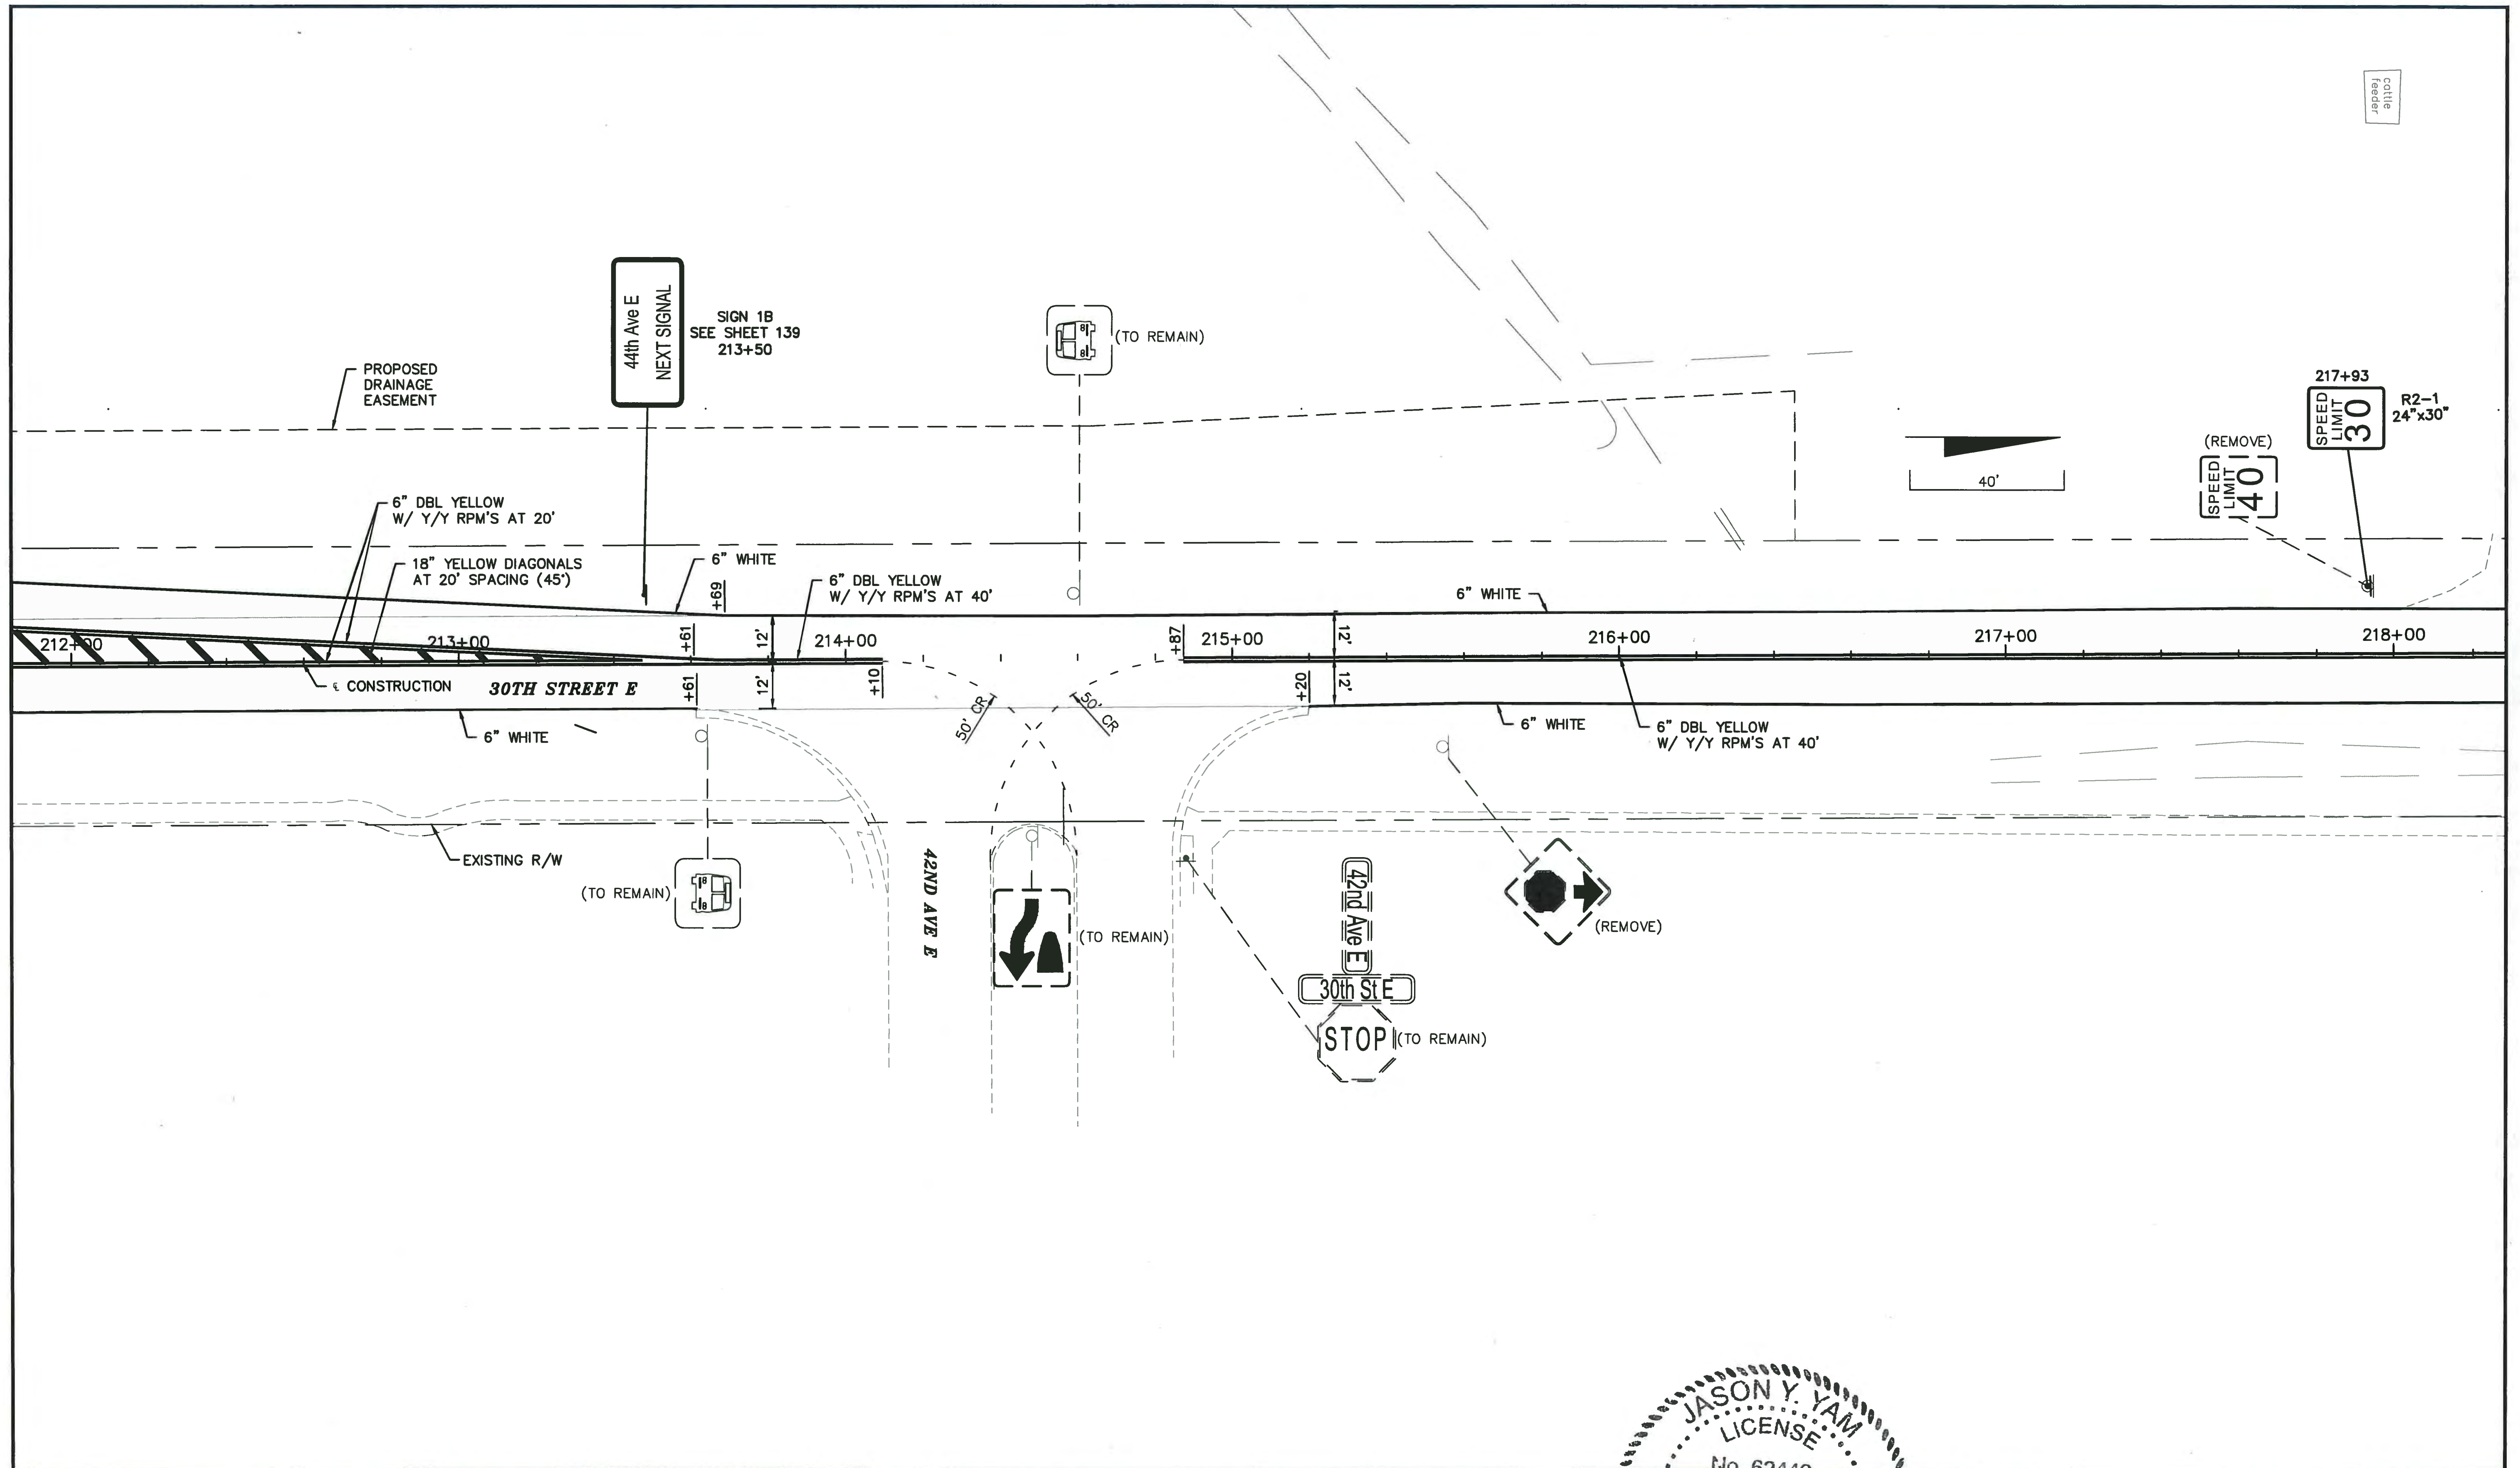 cattle
feeder
44th Ave E
NEXT SIGNAL
SIGN 1B
SEE SHEET 139
213+50
(TO REMAIN)
PROPOSED
DRAINAGE
EASEMENT
217+93
SPEED
LIMIT
30
R2-1
24"x30"
(REMOVE)
SPEED
LIMIT
40
40'
6" DBL YELLOW
W/ Y/Y RPM'S AT 20'
18" YELLOW DIAGONALS
AT 20' SPACING (45°)
6" WHITE
+69
6" DBL YELLOW
W/ Y/Y RPM'S AT 40'
6" WHITE
212+00
213+00
+61
12'
214+00
+87
215+00
12'
216+00
217+00
218+00
℄ CONSTRUCTION
30TH STREET E
+61
12'
+10
50' CR
50' CR
+20
12'
6" WHITE
6" WHITE
6" DBL YELLOW
W/ Y/Y RPM'S AT 40'
EXISTING R/W
(TO REMAIN)
42ND AVE E
(TO REMAIN)
42nd Ave E
30th St E
STOP
(TO REMAIN)
(REMOVE)
JASON Y. YAM
LICENSE